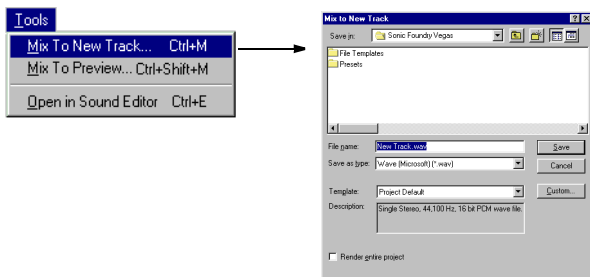 Tools
Mix To New Track... Ctrl+M
Mix To Preview... Ctrl+Shift+M
Open in Sound Editor Ctrl+E
Mix to New Track
Save in: Sonic Foundry Vegas
File Templates
Presets
File name: New Track.wav Save
Save as type: Wave (Microsoft) (*.wav) Cancel
Template: Project Default Custom...
Description: Single Stereo, 44,100 Hz, 16 bit PCM wave file.
Render entire project